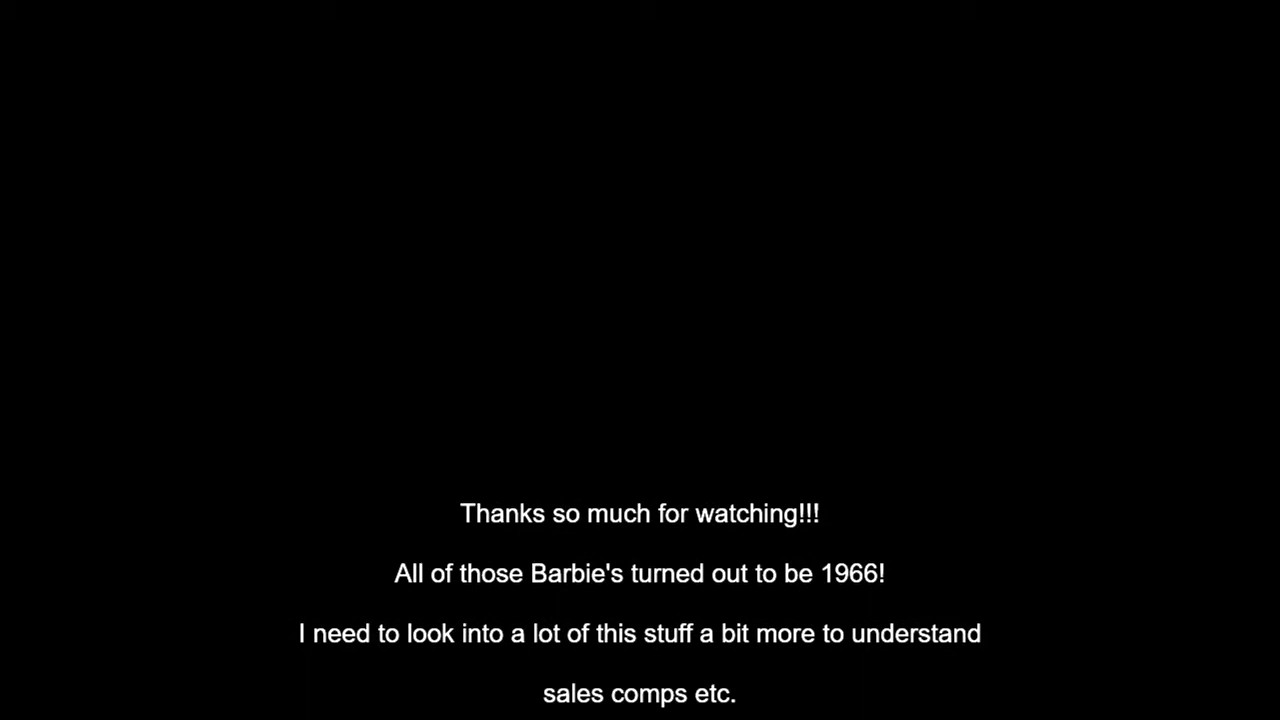 Thanks so much for watching!!!
All of those Barbie's turned out to be 1966!
I need to look into a lot of this stuff a bit more to understand
sales comps etc.